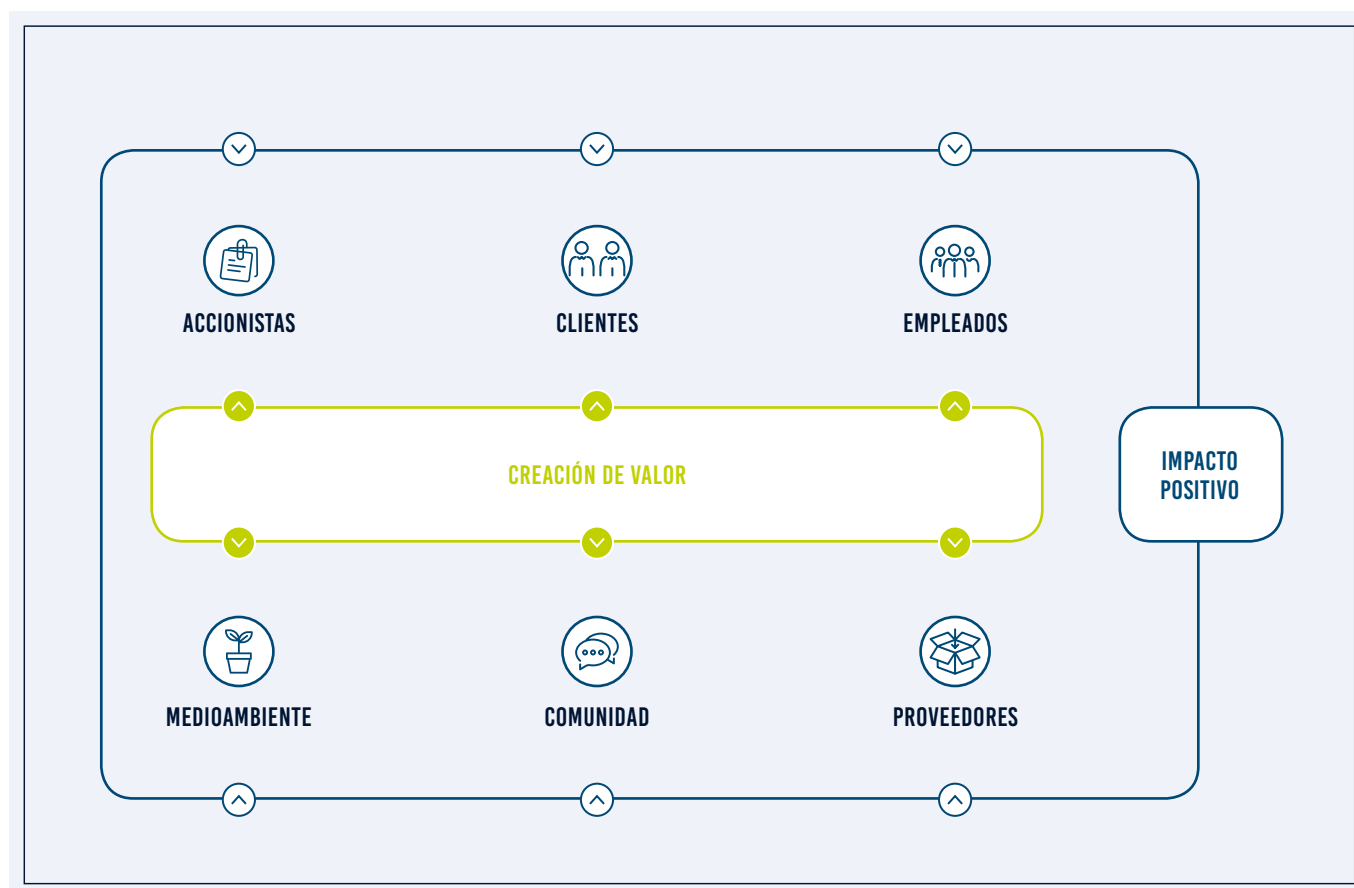 ACCIONISTAS
CLIENTES
EMPLEADOS
CREACIÓN DE VALOR
IMPACTO
POSITIVO
MEDIOAMBIENTE
COMUNIDAD
PROVEEDORES